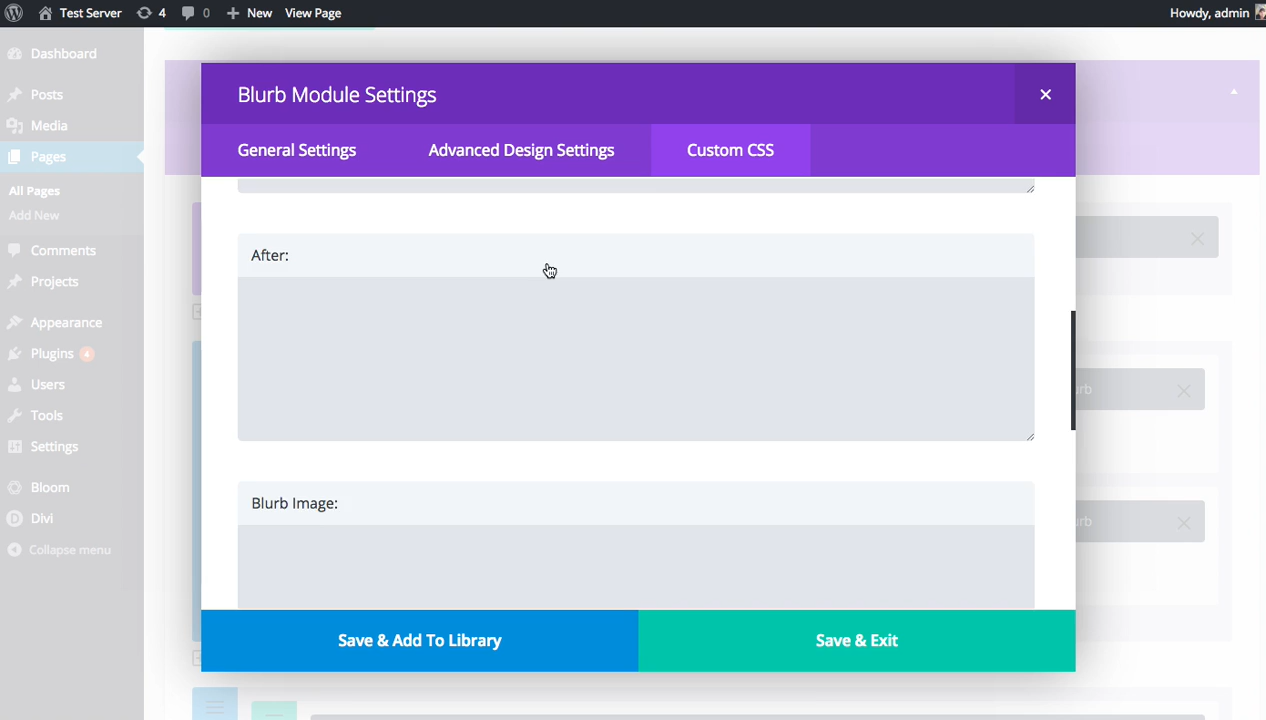 Test Server 4 0 New View Page Howdy, admin
Dashboard
Posts
Media
Pages
All Pages
Add New
Comments
Projects
Appearance
Plugins 4
Users
Tools
Settings
Bloom
Divi
Collapse menu
Blurb Module Settings
General Settings Advanced Design Settings Custom CSS
After:
Blurb Image:
Save & Add To Library Save & Exit